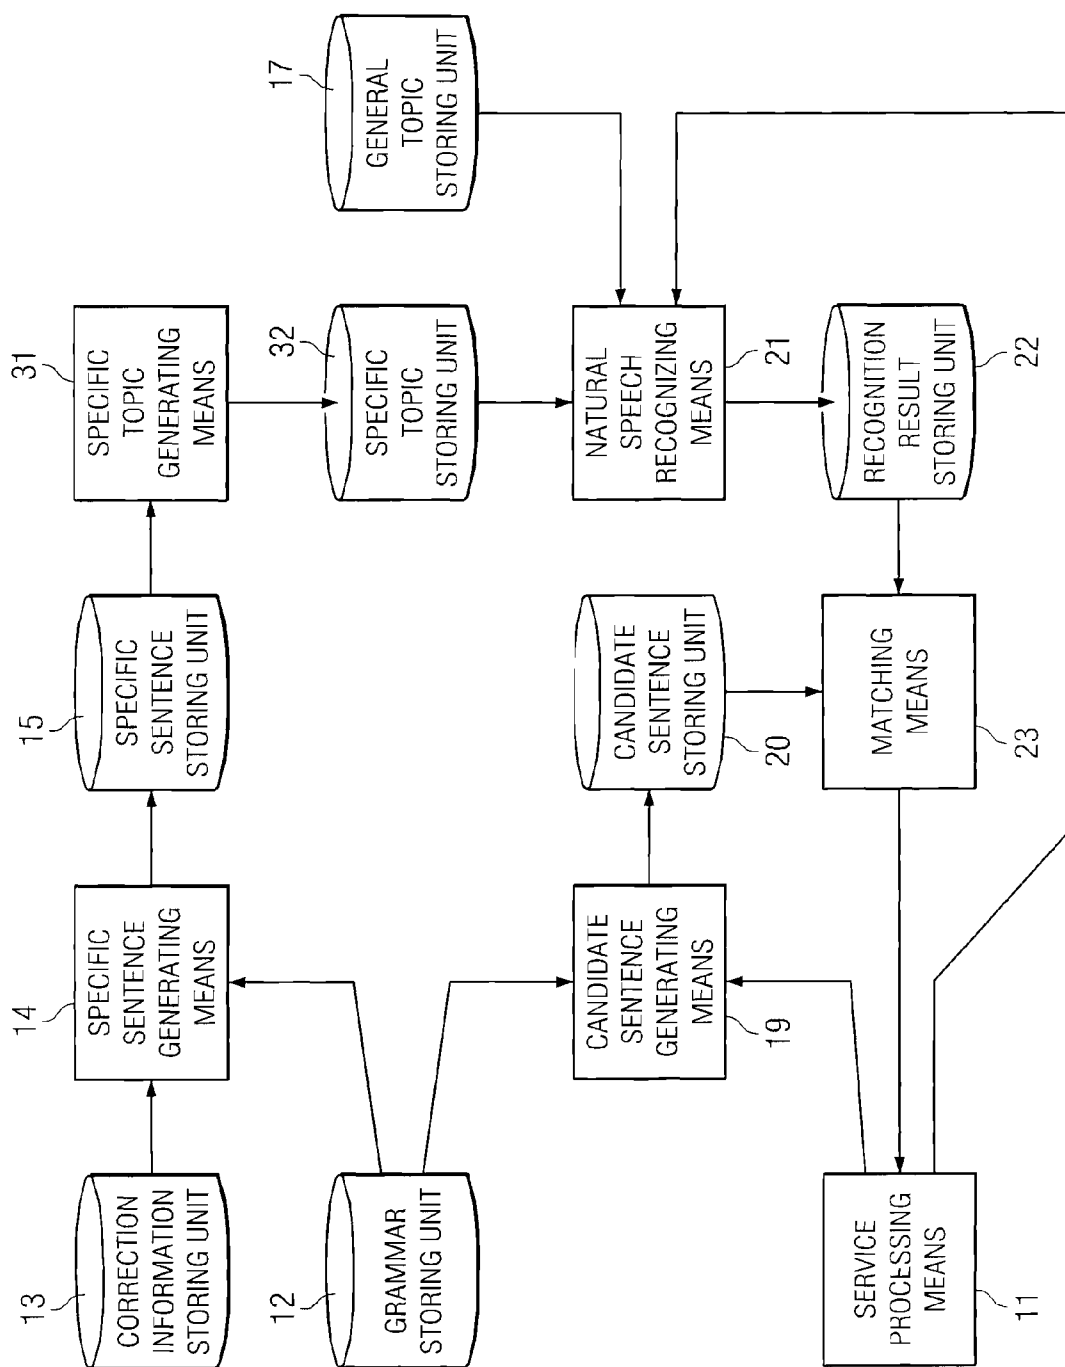 13
CORRECTION
INFORMATION
STORING UNIT
14
SPECIFIC
SENTENCE
GENERATING
MEANS
15
SPECIFIC
SENTENCE
STORING UNIT
31
SPECIFIC
TOPIC
GENERATING
MEANS
12
GRAMMAR
STORING UNIT
32
SPECIFIC
TOPIC
STORING UNIT
17
GENERAL
TOPIC
STORING UNIT
CANDIDATE
SENTENCE
GENERATING
MEANS
19
CANDIDATE
SENTENCE
STORING UNIT
20
NATURAL
SPEECH
RECOGNIZING
MEANS
21
SERVICE
PROCESSING
MEANS
11
MATCHING
MEANS
23
RECOGNITION
RESULT
STORING UNIT
22